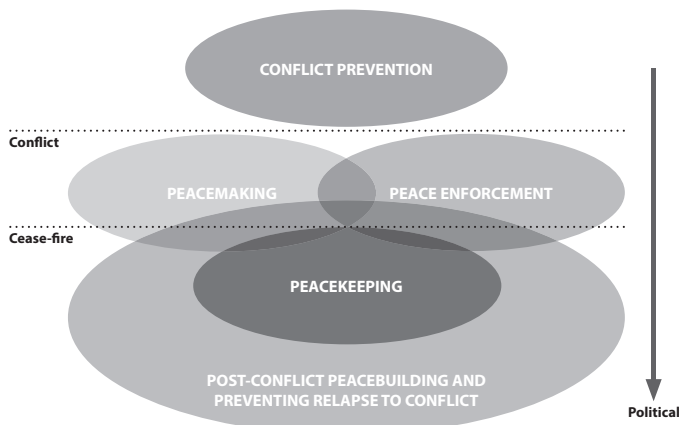 CONFLICT PREVENTION
Conflict
PEACEMAKING
PEACE ENFORCEMENT
Cease-fire
PEACEKEEPING
POST-CONFLICT PEACEBUILDING AND
PREVENTING RELAPSE TO CONFLICT
Political